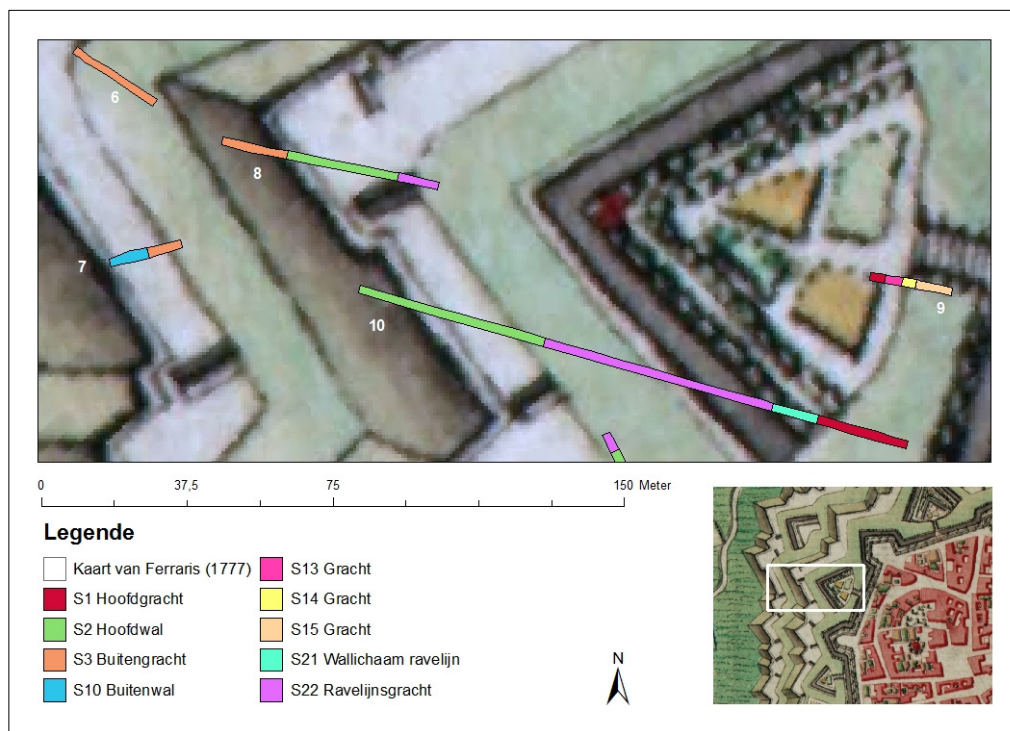 6
8
7
10
9
0 37,5 75 150 Meter
Legende
Kaart van Ferraris (1777)
S1 Hoofdgracht
S2 Hoofdwal
S3 Buitengracht
S10 Buitenwal
S13 Gracht
S14 Gracht
S15 Gracht
S21 Wallichaam ravelijn
S22 Ravelijnsgracht
N